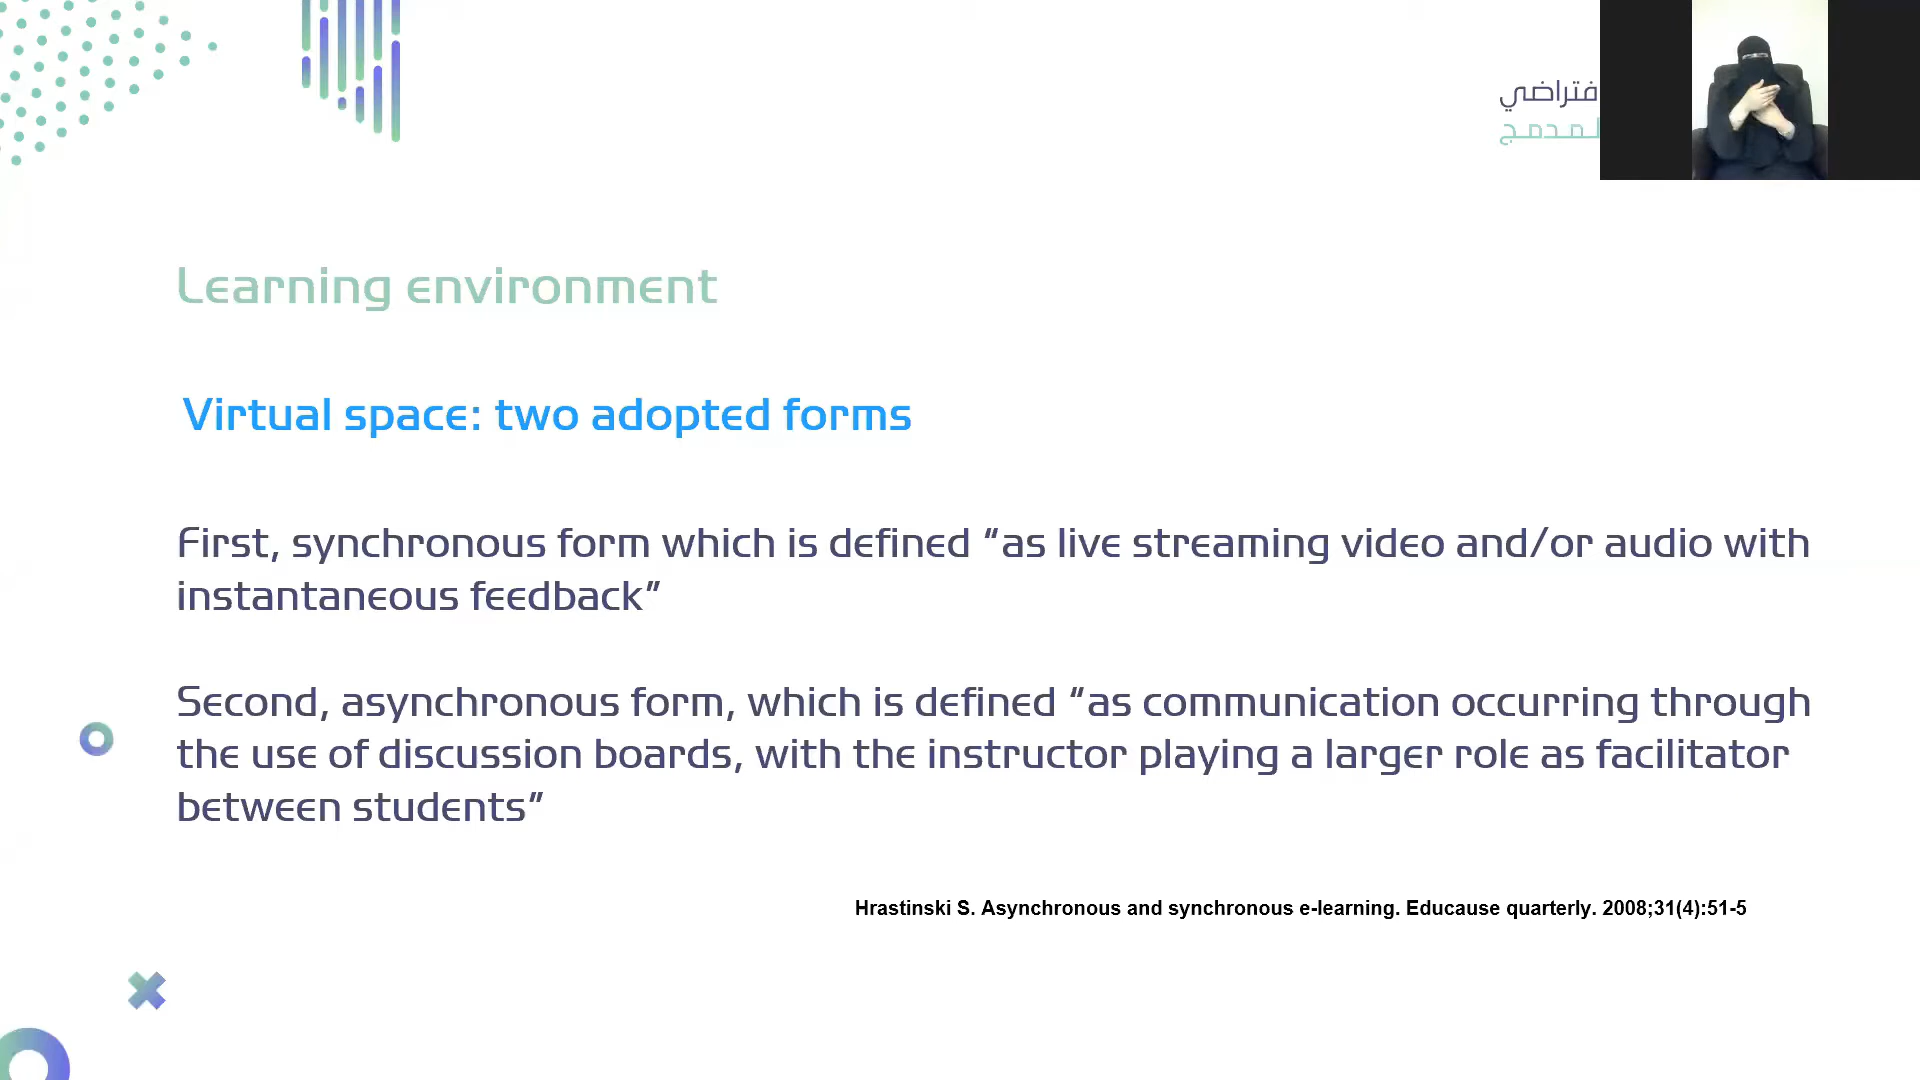 فتراضي
لمدمج
Learning environment
Virtual space: two adopted forms
First, synchronous form which is defined “as live streaming video and/or audio with
instantaneous feedback”
Second, asynchronous form, which is defined “as communication occurring through
the use of discussion boards, with the instructor playing a larger role as facilitator
between students”
Hrastinski S. Asynchronous and synchronous e-learning. Educause quarterly. 2008;31(4):51-5